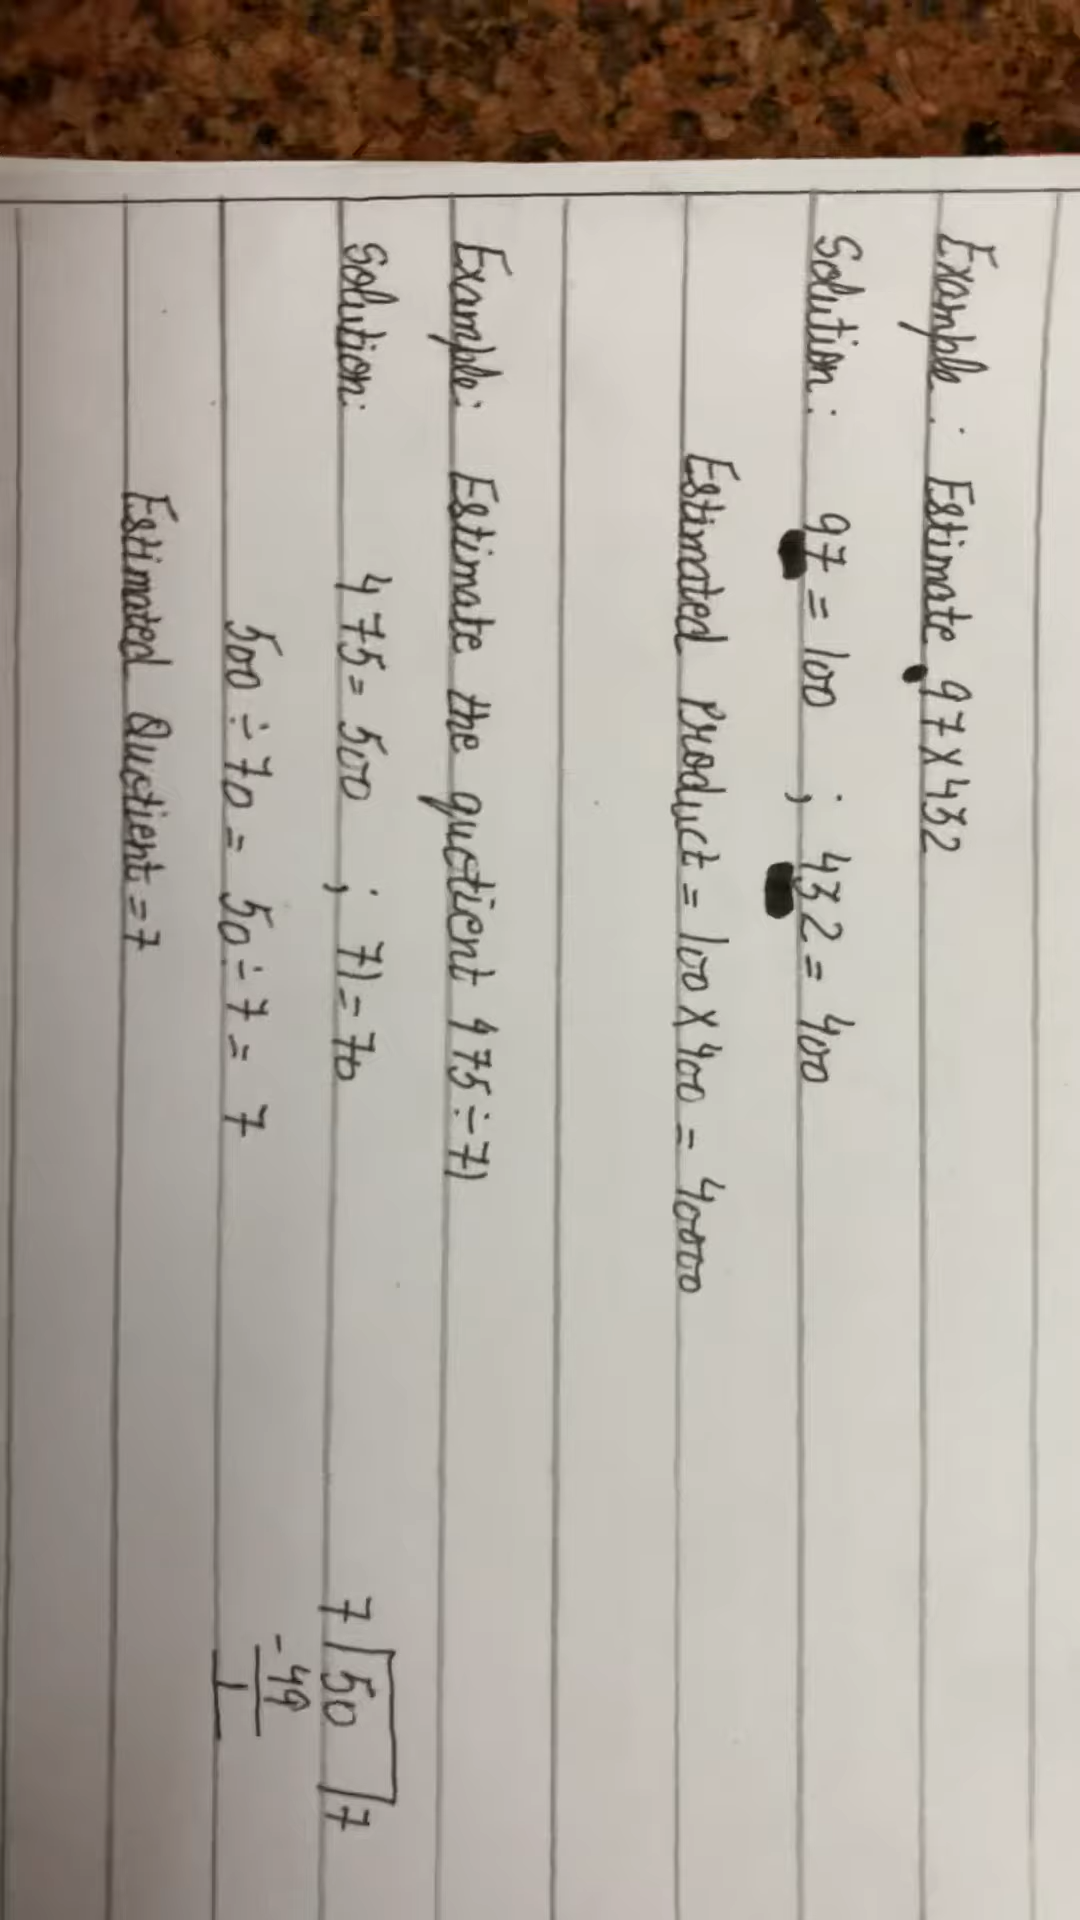 Example: Estimate 97 x 432
Solution: 97 = 100 ; 432 = 400
Estimated product = 100 x 400 = 40000
Example: Estimate the quotient 475 ÷ 71
Solution: 475 = 500 ; 71 = 70
500 ÷ 70 = 50 ÷ 7 = 7
Estimated Quotient = 7
7 | 50 | 7
- 49
1